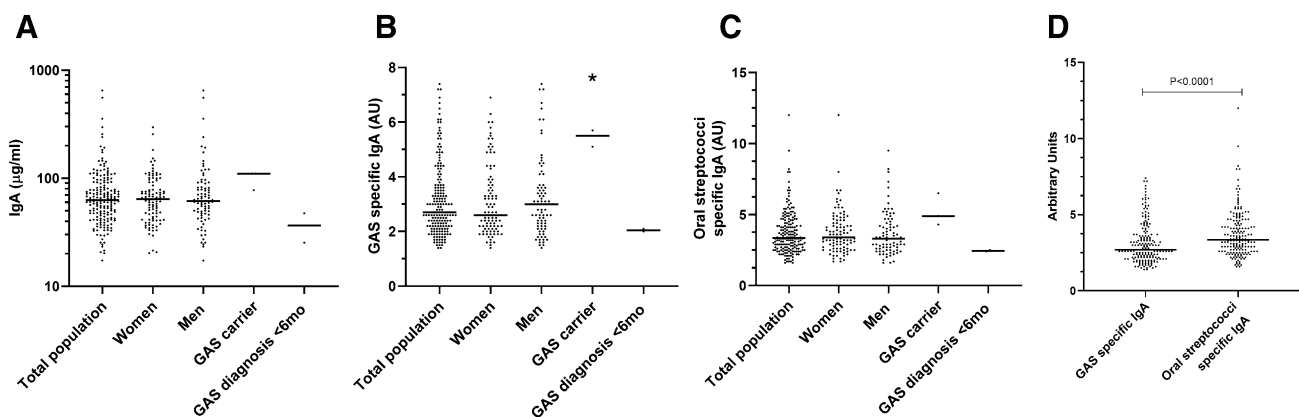 A
B
C
D
1000
100
10
IgA (µg/ml)
Total population
Women
Men
GAS carrier
GAS diagnosis <6mo
8
6
4
2
0
GAS specific IgA (AU)
*
Total population
Women
Men
GAS carrier
GAS diagnosis <6mo
15
10
5
0
Oral streptococci
specific IgA (AU)
Total population
Women
Men
GAS carrier
GAS diagnosis <6mo
15
10
5
0
Arbitrary Units
P<0.0001
GAS specific IgA
Oral streptococci
specific IgA